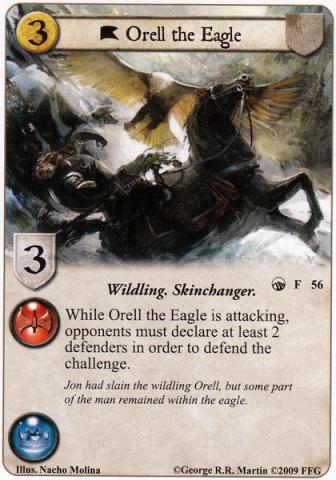 3
Orell the Eagle
3
Wildling. Skinchanger.
F 56
While Orell the Eagle is attacking,
opponents must declare at least 2
defenders in order to defend the
challenge.
Jon had slain the wildling Orell, but some part
of the man remained within the eagle.
Illus. Nacho Molina
©George R.R. Martin ©2009 FFG